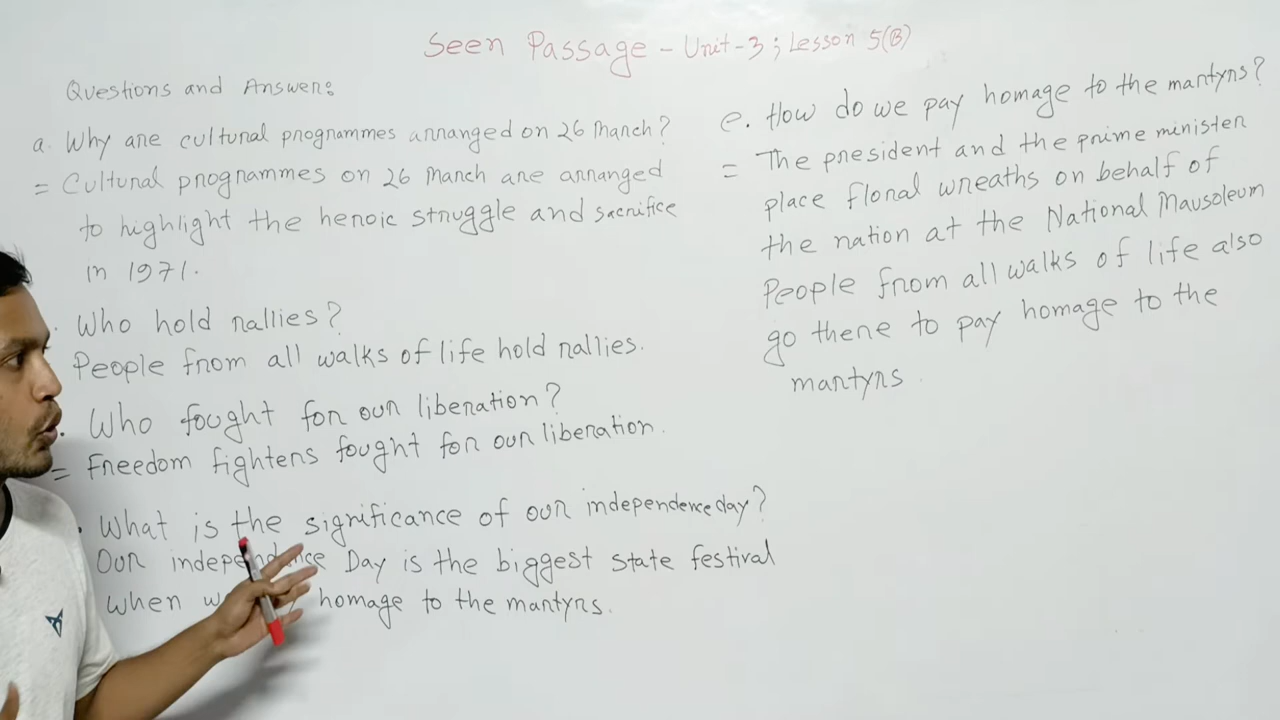 Seen Passage - Unit-3; Lesson 5(B)
Questions and Answer:
a. Why are cultural programmes arranged on 26 March?
= Cultural programmes on 26 March are arranged
to highlight the heroic struggle and sacrifice
in 1971.
Who hold rallies?
People from all walks of life hold rallies.
Who fought for our liberation?
= Freedom fighters fought for our liberation.
What is the significance of our independence day?
Our independence Day is the biggest state festival
when homage to the martyrs.
e. How do we pay homage to the martyrs?
= The president and the prime minister
place floral wreaths on behalf of
the nation at the National Mausoleum
People from all walks of life also
go there to pay homage to the
martyrs